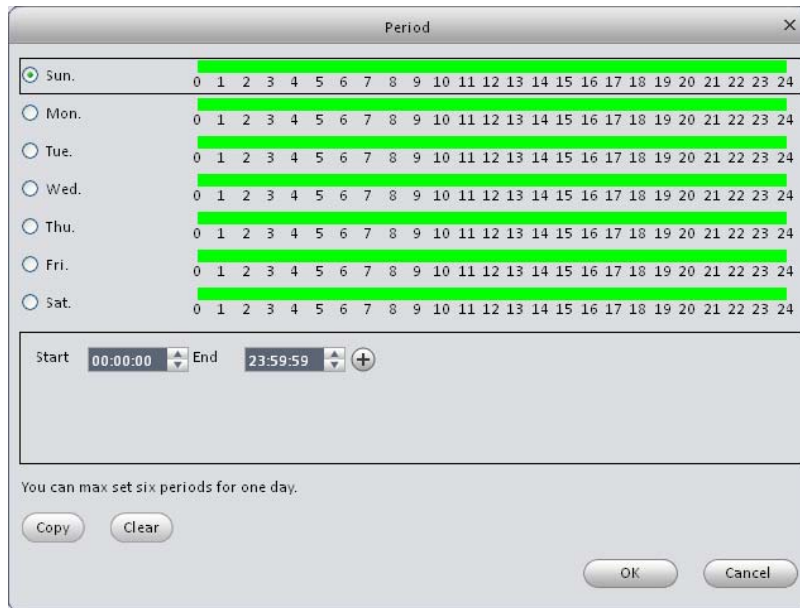 Period
Sun.
0 1 2 3 4 5 6 7 8 9 10 11 12 13 14 15 16 17 18 19 20 21 22 23 24
Mon.
0 1 2 3 4 5 6 7 8 9 10 11 12 13 14 15 16 17 18 19 20 21 22 23 24
Tue.
0 1 2 3 4 5 6 7 8 9 10 11 12 13 14 15 16 17 18 19 20 21 22 23 24
Wed.
0 1 2 3 4 5 6 7 8 9 10 11 12 13 14 15 16 17 18 19 20 21 22 23 24
Thu.
0 1 2 3 4 5 6 7 8 9 10 11 12 13 14 15 16 17 18 19 20 21 22 23 24
Fri.
0 1 2 3 4 5 6 7 8 9 10 11 12 13 14 15 16 17 18 19 20 21 22 23 24
Sat.
0 1 2 3 4 5 6 7 8 9 10 11 12 13 14 15 16 17 18 19 20 21 22 23 24
Start 00:00:00 End 23:59:59
You can max set six periods for one day.
Copy Clear
OK Cancel